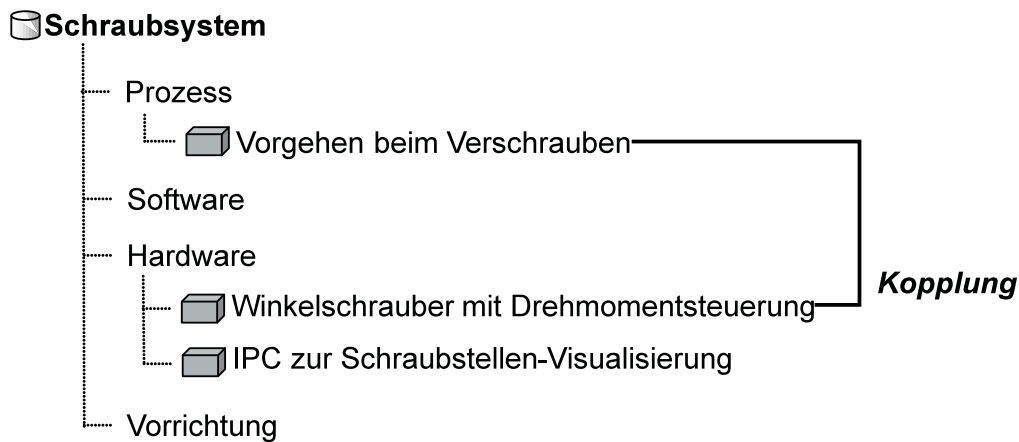 Schraubsystem
Prozess
Vorgehen beim Verschrauben
Software
Hardware
Kopplung
Winkelschrauber mit Drehmomentsteuerung
IPC zur Schraubstellen-Visualisierung
Vorrichtung